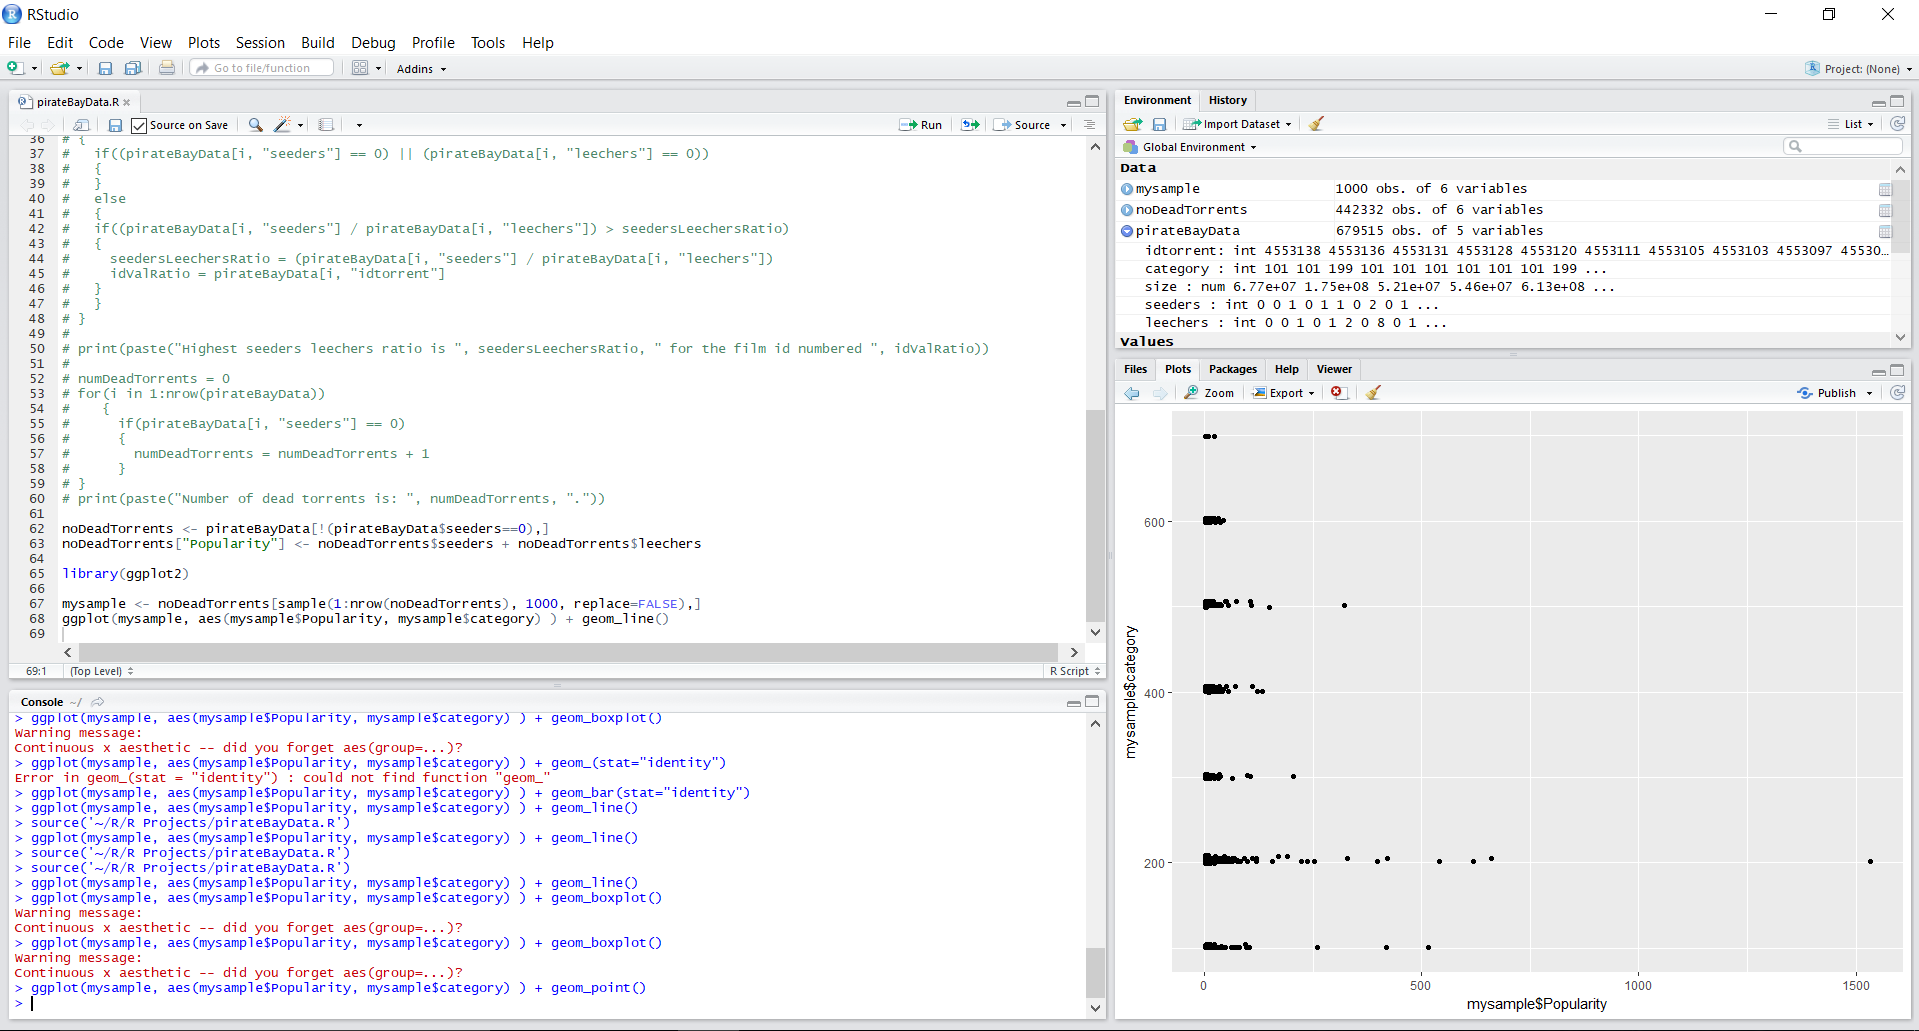 RStudio
File Edit Code View Plots Session Build Debug Profile Tools Help
Go to file/function Addins Project: (None)
pirateBayData.R
Source on Save Run Source
36 # {
37 #   if((pirateBayData[i, "seeders"] == 0) || (pirateBayData[i, "leechers"] == 0))
38 #   {
39 #   }
40 #   else
41 #   {
42 #   if((pirateBayData[i, "seeders"] / pirateBayData[i, "leechers"]) > seedersLeechersRatio)
43 #   {
44 #     seedersLeechersRatio = (pirateBayData[i, "seeders"] / pirateBayData[i, "leechers"])
45 #     idValRatio = pirateBayData[i, "idtorrent"]
46 #   }
47 #   }
48 # }
49 #
50 # print(paste("Highest seeders leechers ratio is ", seedersLeechersRatio, " for the film id numbered ", idValRatio))
51 #
52 # numDeadTorrents = 0
53 # for(i in 1:nrow(pirateBayData))
54 #    {
55 #      if(pirateBayData[i, "seeders"] == 0)
56 #      {
57 #        numDeadTorrents = numDeadTorrents + 1
58 #      }
59 # }
60 # print(paste("Number of dead torrents is: ", numDeadTorrents, "."))
61
62 noDeadTorrents <- pirateBayData[!(pirateBayData$seeders==0),]
63 noDeadTorrents["Popularity"] <- noDeadTorrents$seeders + noDeadTorrents$leechers
64
65 library(ggplot2)
66
67 mysample <- noDeadTorrents[sample(1:nrow(noDeadTorrents), 1000, replace=FALSE),]
68 ggplot(mysample, aes(mysample$Popularity, mysample$category) ) + geom_line()
69
69:1 (Top Level) R Script
Console ~/
> ggplot(mysample, aes(mysample$Popularity, mysample$category) ) + geom_boxplot()
Warning message:
Continuous x aesthetic -- did you forget aes(group=...)?
> ggplot(mysample, aes(mysample$Popularity, mysample$category) ) + geom_(stat="identity")
Error in geom_(stat = "identity") : could not find function "geom_"
> ggplot(mysample, aes(mysample$Popularity, mysample$category) ) + geom_bar(stat="identity")
> ggplot(mysample, aes(mysample$Popularity, mysample$category) ) + geom_line()
> source('~/R/R Projects/pirateBayData.R')
> ggplot(mysample, aes(mysample$Popularity, mysample$category) ) + geom_line()
> source('~/R/R Projects/pirateBayData.R')
> source('~/R/R Projects/pirateBayData.R')
> ggplot(mysample, aes(mysample$Popularity, mysample$category) ) + geom_line()
> ggplot(mysample, aes(mysample$Popularity, mysample$category) ) + geom_boxplot()
Warning message:
Continuous x aesthetic -- did you forget aes(group=...)?
> ggplot(mysample, aes(mysample$Popularity, mysample$category) ) + geom_boxplot()
Warning message:
Continuous x aesthetic -- did you forget aes(group=...)?
> ggplot(mysample, aes(mysample$Popularity, mysample$category) ) + geom_point()
>
Environment History
Import Dataset List
Global Environment
Data
mysample 1000 obs. of 6 variables
noDeadTorrents 442332 obs. of 6 variables
pirateBayData 679515 obs. of 5 variables
idtorrent: int 4553138 4553136 4553131 4553128 4553120 4553111 4553105 4553103 4553097 45530...
category : int 101 101 199 101 101 101 101 101 101 199 ...
size : num 6.77e+07 1.75e+08 5.21e+07 5.46e+07 6.13e+08 ...
seeders : int 0 0 1 0 1 1 0 2 0 1 ...
leechers : int 0 0 1 0 1 2 0 8 0 1 ...
Values
Files Plots Packages Help Viewer
Zoom Export Publish
mysample$category
600
400
200
0 500 1000 1500
mysample$Popularity